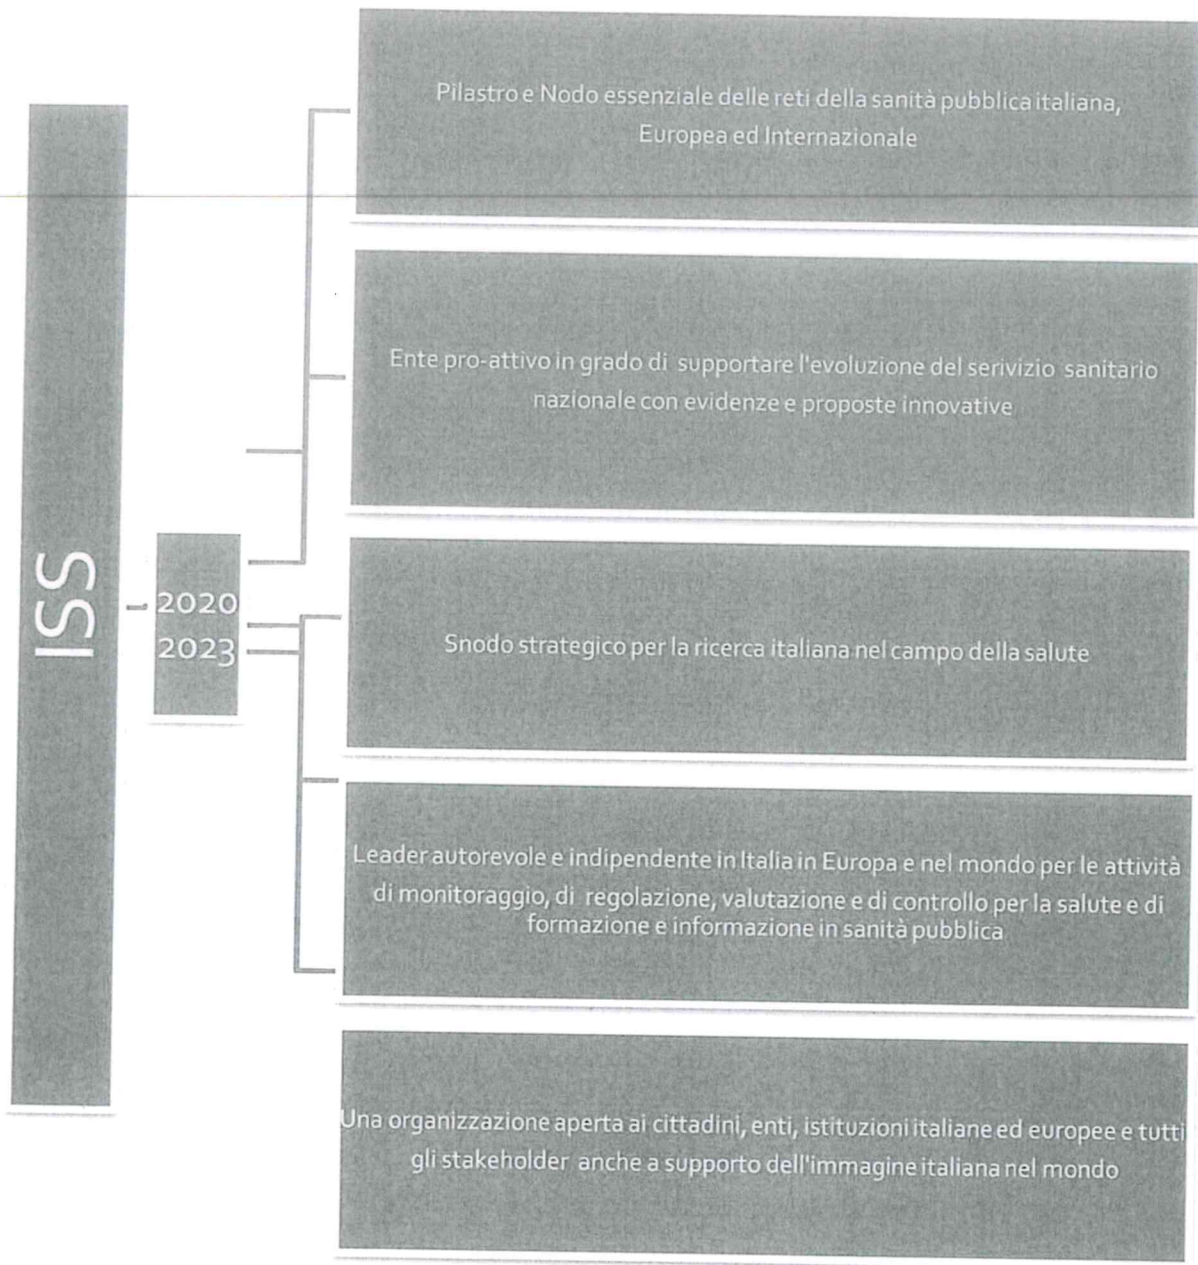 ISS
2020
2023
Pilastro e Nodo essenziale delle reti della sanità pubblica italiana,
Europea ed Internazionale
Ente pro-attivo in grado di supportare l'evoluzione del serivizio sanitario
nazionale con evidenze e proposte innovative
Snodo strategico per la ricerca italiana nel campo della salute
Leader autorevole e indipendente in Italia in Europa e nel mondo per le attività
di monitoraggio, di regolazione, valutazione e di controllo per la salute e di
formazione e informazione in sanità pubblica
Una organizzazione aperta ai cittadini, enti, istituzioni italiane ed europee e tutti
gli stakeholder anche a supporto dell'immagine italiana nel mondo